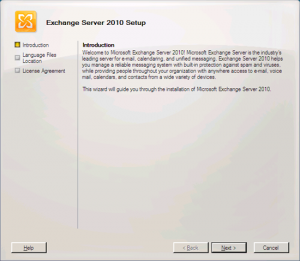 Exchange Server 2010 Setup
Introduction
Language Files
Location
License Agreement
Introduction
Welcome to Microsoft Exchange Server 2010! Microsoft Exchange Server is the industry's
leading server for e-mail, calendaring, and unified messaging. Exchange Server 2010 helps
you manage a reliable messaging system with built-in protection against spam and viruses,
while providing people throughout your organization with anywhere access to e-mail, voice
mail, calendars, and contacts from a wide variety of devices.
This wizard will guide you through the installation of Microsoft Exchange Server 2010.
Help
< Back
Next >
Cancel